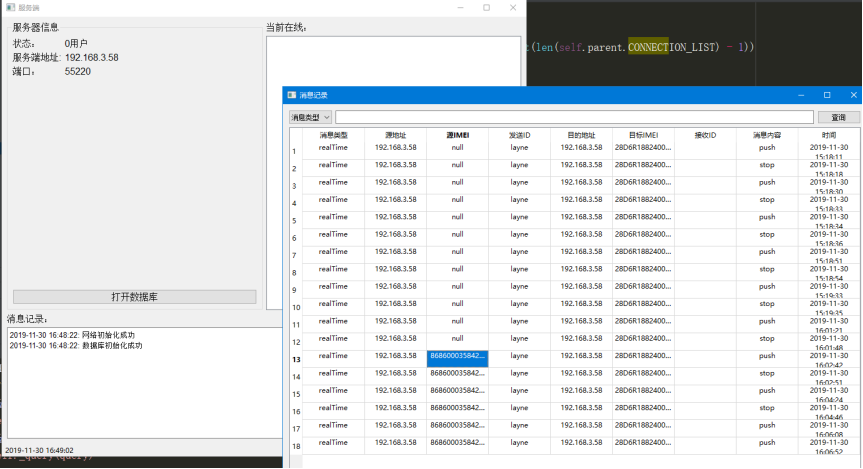 服务端
服务器信息
状态: 0用户
服务端地址: 192.168.3.58
端口: 55220
打开数据库
当前在线:
消息记录:
2019-11-30 16:48:22: 网络初始化成功
2019-11-30 16:48:22: 数据库初始化成功
2019-11-30 16:49:02
(len(self.parent.CONNECTION_LIST) - 1))
消息记录
消息类型 查询
消息类型 源地址 源IMEI 发送ID 目的地址 目标IMEI 接收ID 消息内容 时间
1 realTime 192.168.3.58 null layne 192.168.3.58 28D6R1882400... push 2019-11-30 15:18:11
2 realTime 192.168.3.58 null layne 192.168.3.58 28D6R1882400... stop 2019-11-30 15:18:18
3 realTime 192.168.3.58 null layne 192.168.3.58 28D6R1882400... push 2019-11-30 15:18:30
4 realTime 192.168.3.58 null layne 192.168.3.58 28D6R1882400... stop 2019-11-30 15:18:33
5 realTime 192.168.3.58 null layne 192.168.3.58 28D6R1882400... push 2019-11-30 15:18:34
6 realTime 192.168.3.58 null layne 192.168.3.58 28D6R1882400... stop 2019-11-30 15:18:36
7 realTime 192.168.3.58 null layne 192.168.3.58 28D6R1882400... push 2019-11-30 15:18:51
8 realTime 192.168.3.58 null layne 192.168.3.58 28D6R1882400... stop 2019-11-30 15:18:54
9 realTime 192.168.3.58 null layne 192.168.3.58 28D6R1882400... push 2019-11-30 15:19:33
10 realTime 192.168.3.58 null layne 192.168.3.58 28D6R1882400... stop 2019-11-30 15:19:35
11 realTime 192.168.3.58 null layne 192.168.3.58 28D6R1882400... push 2019-11-30 16:01:21
12 realTime 192.168.3.58 null layne 192.168.3.58 28D6R1882400... stop 2019-11-30 16:01:48
13 realTime 192.168.3.58 868600035842... layne 192.168.3.58 28D6R1882400... push 2019-11-30 16:02:42
14 realTime 192.168.3.58 868600035842... layne 192.168.3.58 28D6R1882400... stop 2019-11-30 16:02:51
15 realTime 192.168.3.58 868600035842... layne 192.168.3.58 28D6R1882400... push 2019-11-30 16:04:24
16 realTime 192.168.3.58 868600035842... layne 192.168.3.58 28D6R1882400... stop 2019-11-30 16:04:46
17 realTime 192.168.3.58 868600035842... layne 192.168.3.58 28D6R1882400... push 2019-11-30 16:06:08
18 realTime 192.168.3.58 868600035842... layne 192.168.3.58 28D6R1882400... stop 2019-11-30 16:06:52